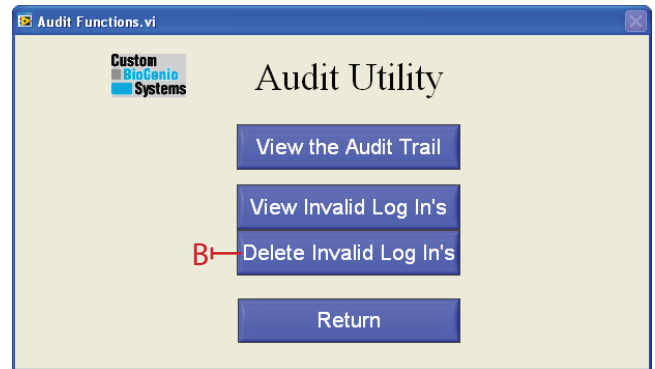 Audit Functions.vi
Custom
BioGenic
Systems
Audit Utility
View the Audit Trail
View Invalid Log In's
B
Delete Invalid Log In's
Return